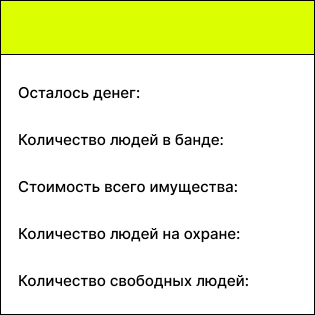 Осталось денег:
Количество людей в банде:
Стоимость всего имущества:
Количество людей на охране:
Количество свободных людей: